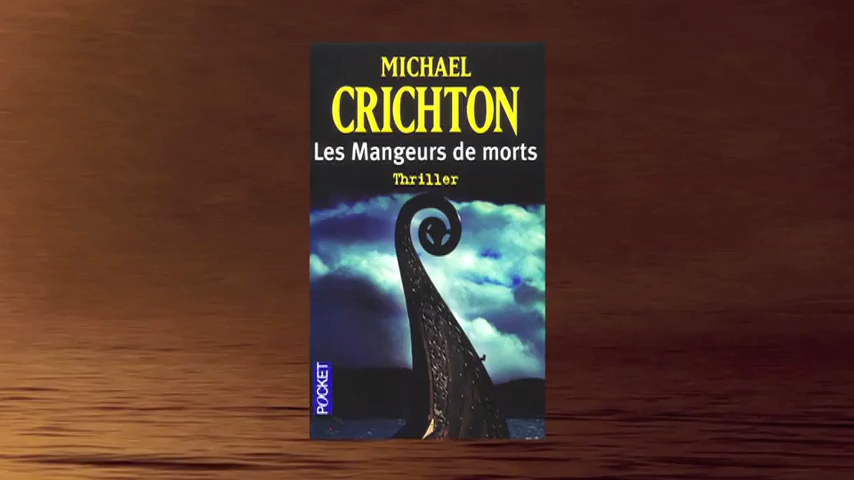 MICHAEL
CRICHTON
Les Mangeurs de morts
Thriller
POCKET